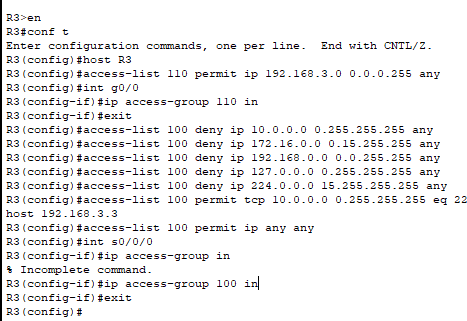 R3>en
R3#conf t
Enter configuration commands, one per line.  End with CNTL/Z.
R3(config)#host R3
R3(config)#access-list 110 permit ip 192.168.3.0 0.0.0.255 any
R3(config)#int g0/0
R3(config-if)#ip access-group 110 in
R3(config-if)#exit
R3(config)#access-list 100 deny ip 10.0.0.0 0.255.255.255 any
R3(config)#access-list 100 deny ip 172.16.0.0 0.15.255.255 any
R3(config)#access-list 100 deny ip 192.168.0.0 0.0.255.255 any
R3(config)#access-list 100 deny ip 127.0.0.0 0.255.255.255 any
R3(config)#access-list 100 deny ip 224.0.0.0 15.255.255.255 any
R3(config)#access-list 100 permit tcp 10.0.0.0 0.255.255.255 eq 22
host 192.168.3.3
R3(config)#access-list 100 permit ip any any
R3(config)#int s0/0/0
R3(config-if)#ip access-group in
% Incomplete command.
R3(config-if)#ip access-group 100 in
R3(config-if)#exit
R3(config)#